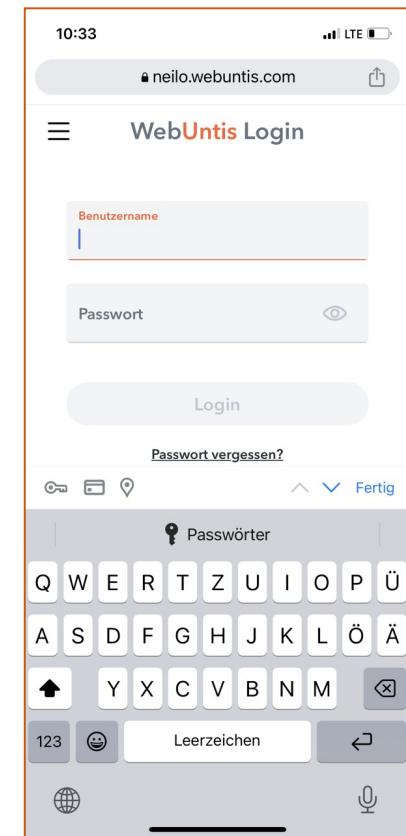 10:33 LTE
neilo.webuntis.com
WebUntis Login
Benutzername
Passwort
Login
Passwort vergessen?
Fertig
Passwörter
Q W E R T Z U I O P Ü
A S D F G H J K L Ö Ä
Y X C V B N M
123 Leerzeichen